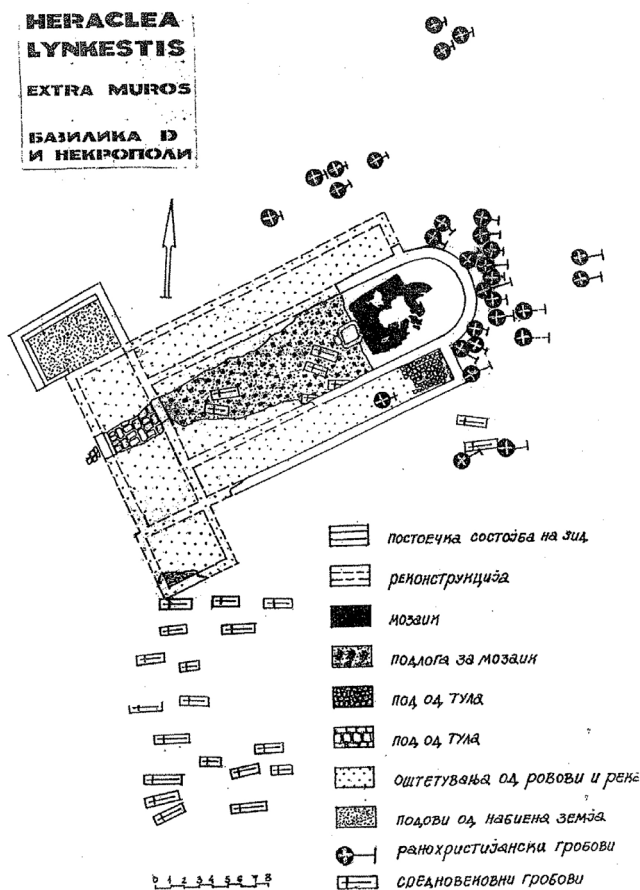 HERACLEA
LYNKESTIS
EXTRA MUROS
БАЗИЛИКА D
И НЕКРОПОЛИ
ПОСТОЕЧКА СОСТОЈБА НА ЗИД
РЕКОНСТРУКЦИЈА
МОЗАИК
ПОДЛОГА ЗА МОЗАИК
ПОД ОД ТУЛА
ПОД ОД ТУЛА
ОШТЕТУВАЊА ОД РОВОВИ И РЕКА
ПОДОВИ ОД НАБИЕНА ЗЕМЈА
РАНОХРИСТИЈАНСКИ ГРОБОВИ
СРЕДНОВЕКОВНИ ГРОБОВИ
0 1 2 3 4 5 6 7 8